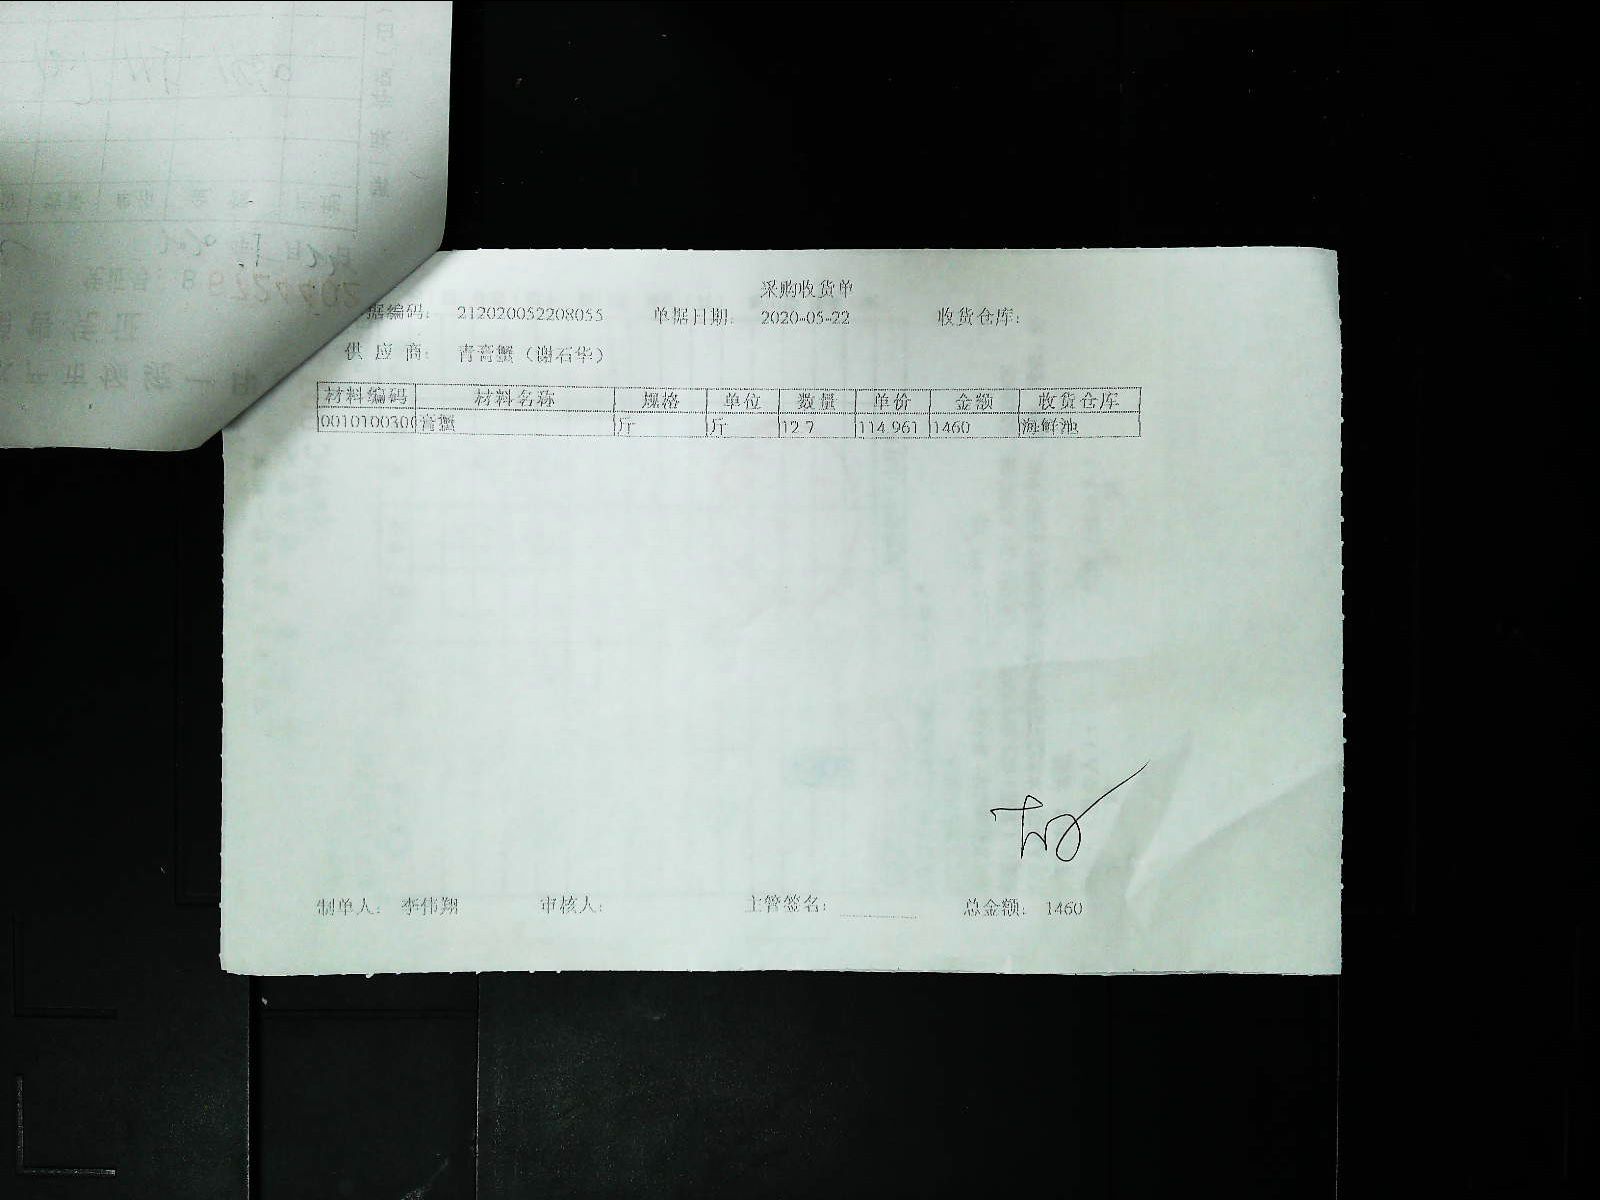 采购收货单
据编码： 212020052208055 单据日期： 2020-05-22 收货仓库：
供应商： 青膏蟹（谢石华）
材料编码 材料名称 规格 单位 数量 单价 金额 收货仓库
0010100300 膏蟹 斤 斤 12.7 114.961 1460 海鲜池
制单人： 李伟翔 审核人： 主管签名： 总金额： 1460